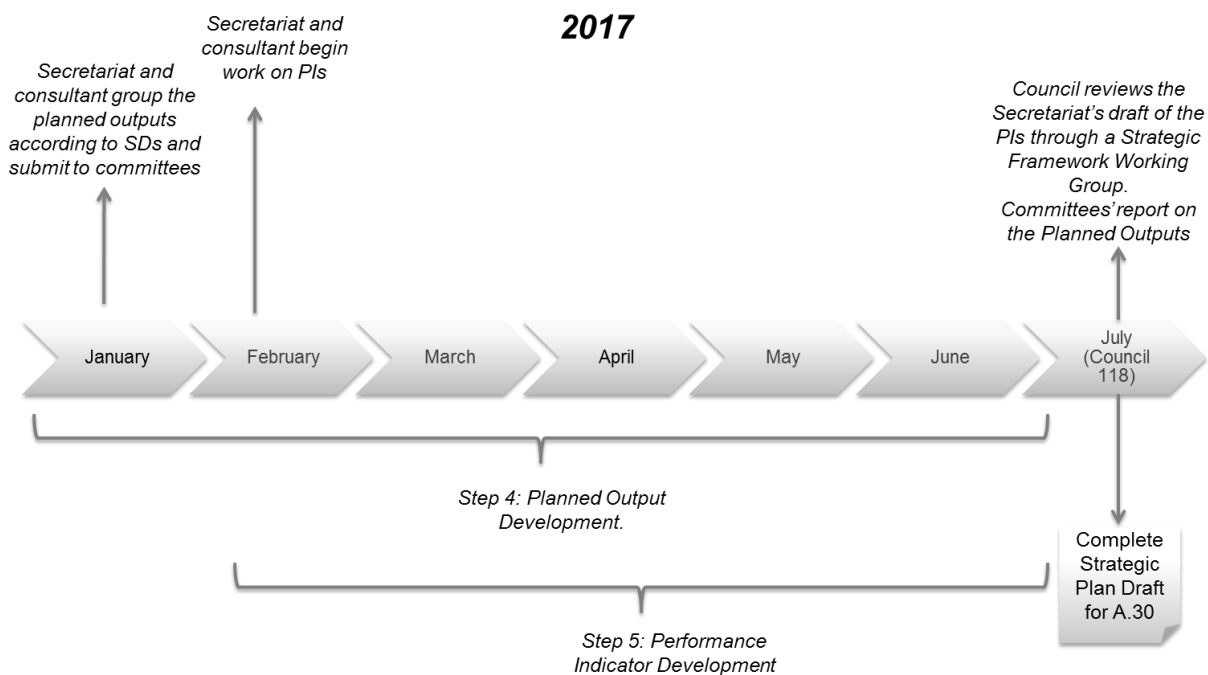 2017
Secretariat and
consultant group the
planned outputs
according to SDs and
submit to committees
Secretariat and
consultant begin
work on PIs
Council reviews the
Secretariat's draft of the
PIs through a Strategic
Framework Working
Group.
Committees' report on
the Planned Outputs
January
February
March
April
May
June
July
(Council
118)
Step 4: Planned Output
Development.
Step 5: Performance
Indicator Development
Complete
Strategic
Plan Draft
for A.30